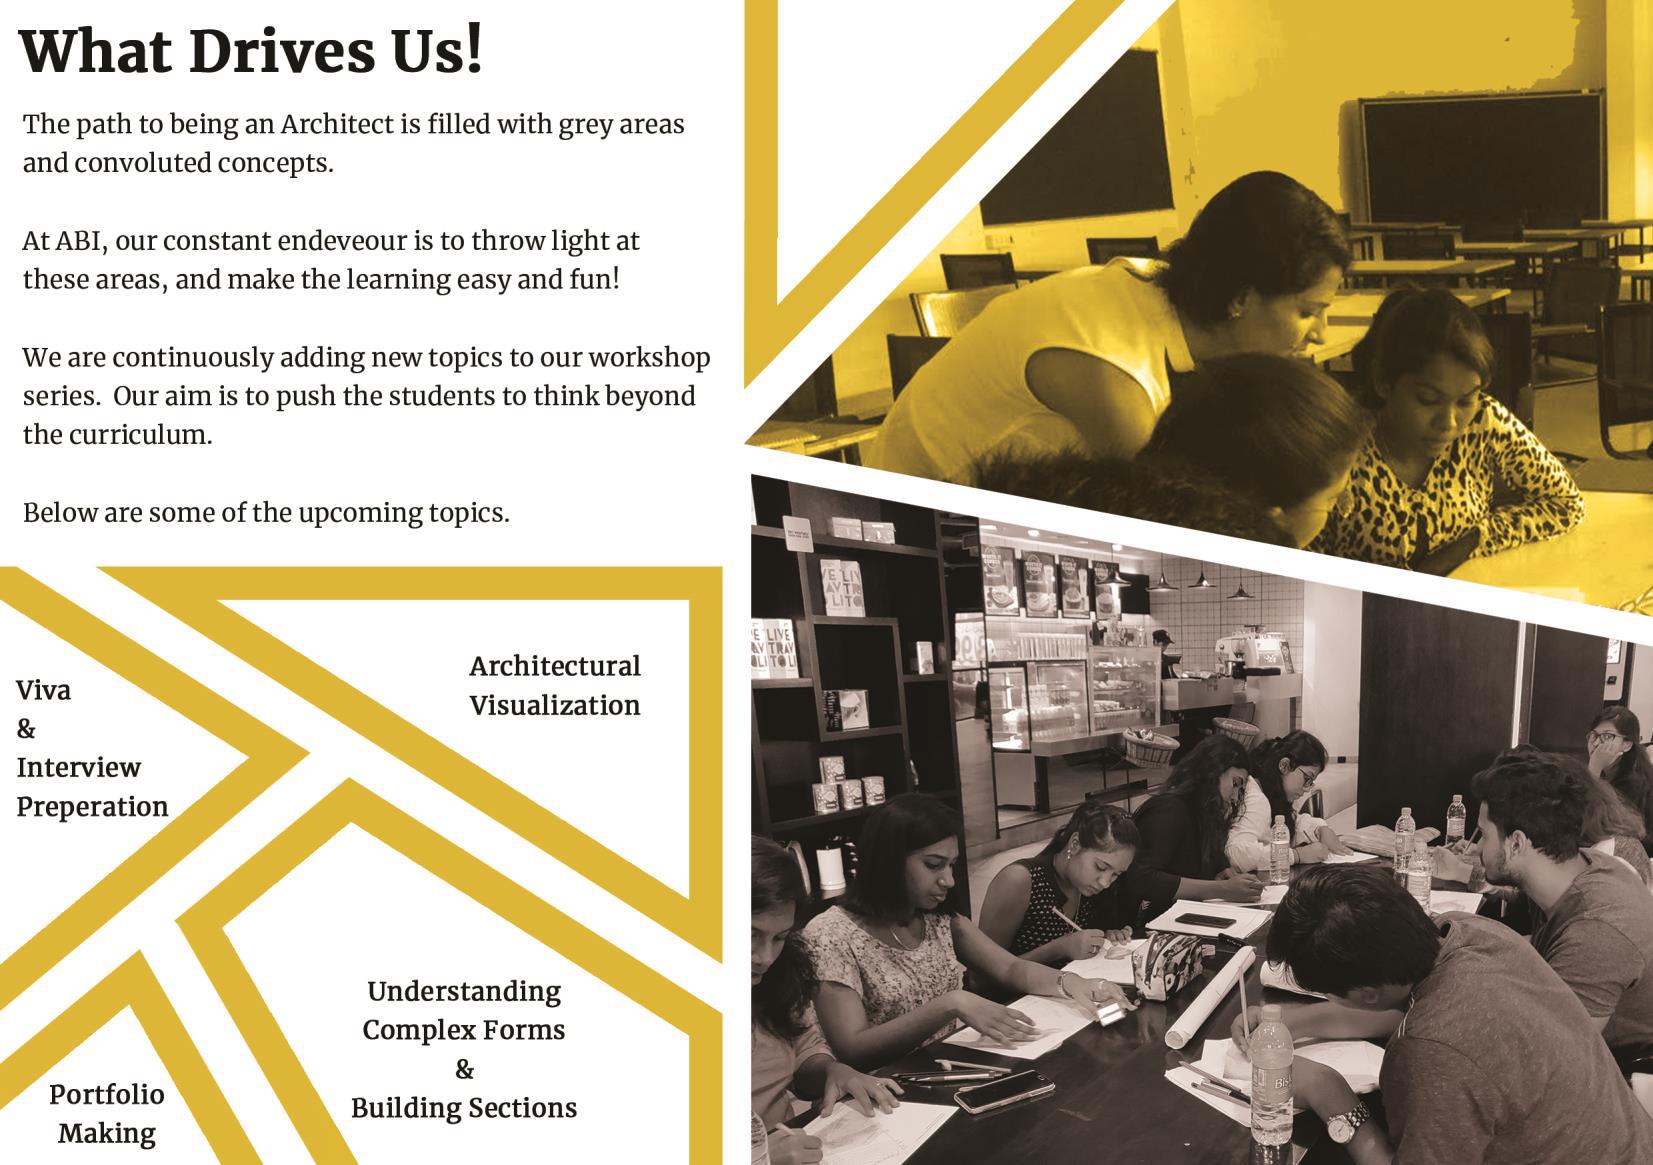 What Drives Us!
The path to being an Architect is filled with grey areas
and convoluted concepts.
At ABI, our constant endeveour is to throw light at
these areas, and make the learning easy and fun!
We are continuously adding new topics to our workshop
series.  Our aim is to push the students to think beyond
the curriculum.
Below are some of the upcoming topics.
Architectural
Visualization
Viva
&
Interview
Preperation
Understanding
Complex Forms
&
Building Sections
Portfolio
Making